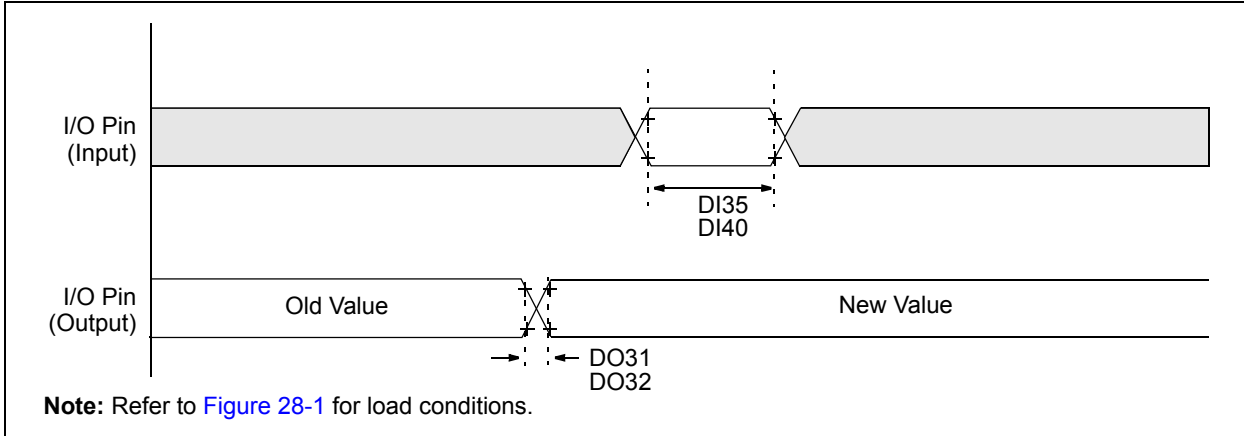 I/O Pin
(Input)
DI35
DI40
I/O Pin
(Output)
Old Value
New Value
DO31
DO32
Note: Refer to Figure 28-1 for load conditions.